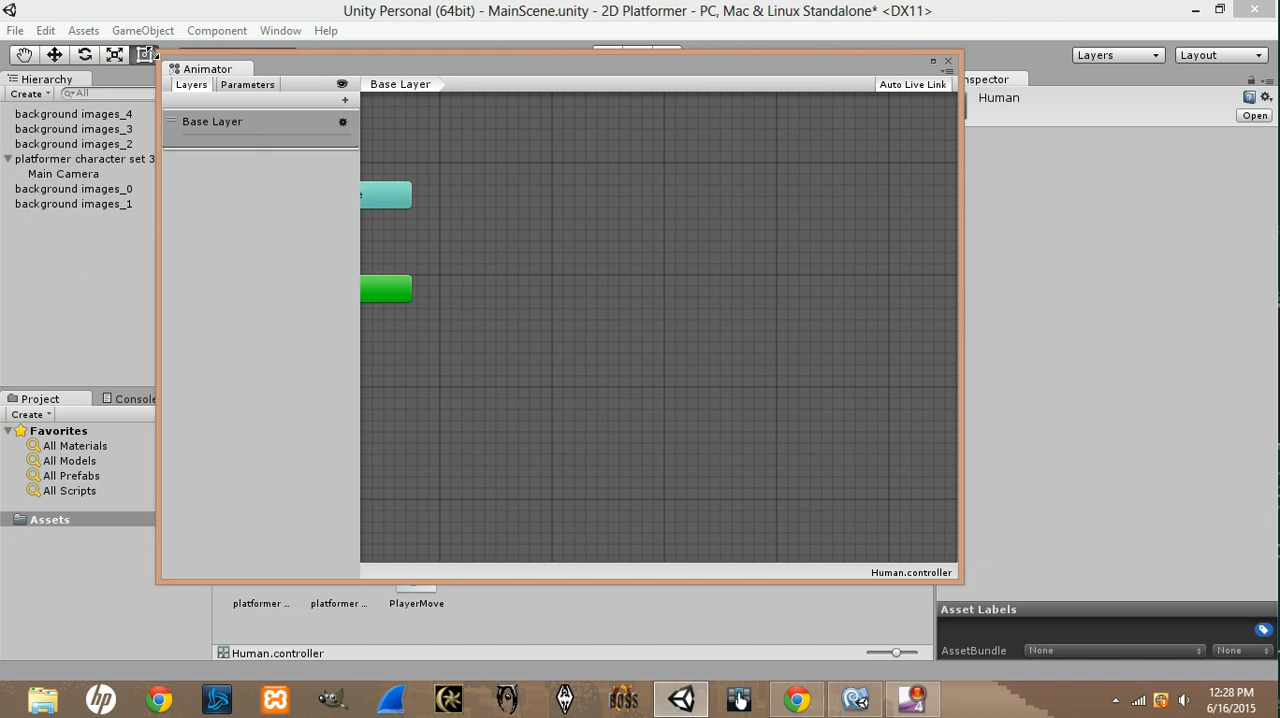 Unity Personal (64bit) - MainScene.unity - 2D Platformer - PC, Mac & Linux Standalone* <DX11>
File Edit Assets GameObject Component Window Help
Layers Layout
Hierarchy
Create All
background images_4
background images_3
background images_2
platformer character set 3
Main Camera
background images_0
background images_1
Animator
Layers Parameters Base Layer Auto Live Link
+
Base Layer
Human.controller
nspector
Human
Open
Project Console
Create
Favorites
All Materials
All Models
All Prefabs
All Scripts
Assets
platformer ... platformer ... PlayerMove
Human.controller
Asset Labels
AssetBundle None None
hp BOSS 4
12:28 PM
6/16/2015